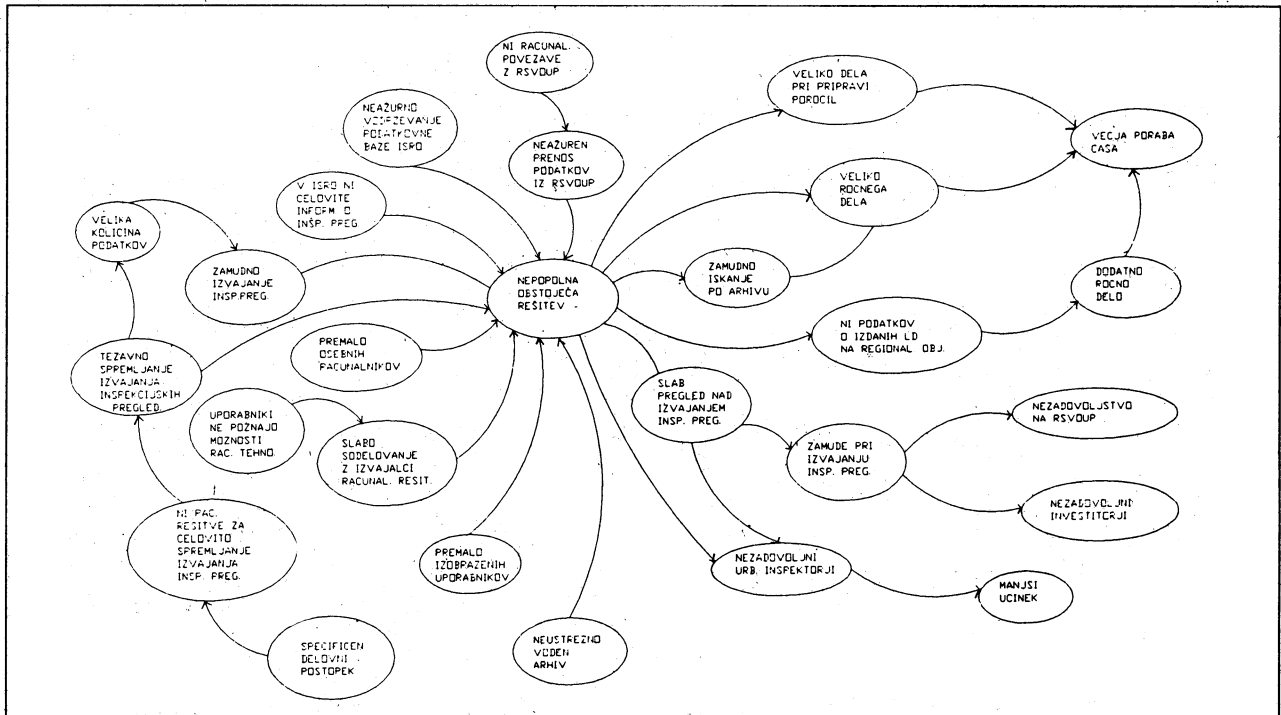 NI RACUNAL.
POVEZAVE
Z RSVOUP
NEAŽURNO
VZDRZEVANJE
PODATKOVNE
BAZE ISRO
NEAŽUREN
PRENOS
PODATKOV
IZ RSVOUP
V ISRO NI
CELOVITE
INFORM O
INŠP. PREG.
VELIKA
KOLICINA
PODATKOV
ZAMUDNO
IZVAJANJE
INSP.PREG.
NEPOPOLNA
OBSTOJEČA
REŠITEV
PREMALO
OSEBNIH
RACUNALNIKOV
TEZAVNO
SPREMLJANJE
IZVAJANJA
INSPEKCIJSKIH
PREGLED.
UPORABNIKI
NE POZNAJO
MOZNOSTI
RAC. TEHNO.
SLABO
SODELOVANJE
Z IZVAJALCI
RACUNAL. RESIT.
NI RAC.
RESITVE ZA
CELOVITO
SPREMLJANJE
IZVAJANJA
INSP. PREG.
PREMALO
IZOBRAZENIH
UPORABNIKOV
SPECIFICEN
DELOVNI
POSTOPEK
NEUSTREZNO
VODEN
ARHIV
VELIKO DELA
PRI PRIPRAVI
POROCIL
VECJA PORABA
CASA
VELIKO
ROCNEGA
DELA
ZAMUDNO
ISKANJE
PO ARHIVU
DODATNO
ROCNO
DELO
NI PODATKOV
O IZDANIH LD
NA REGIONAL OBJ.
SLAB
PREGLED NAD
IZVAJANJEM
INSP. PREG.
NEZADOVOLJSTVO
NA RSVOUP
ZAMUDE PRI
IZVAJANJU
INSP. PREG.
NEZADOVOLJNI
INVESTITORJI
NEZADOVOLJNI
URB. INSPEKTORJI
MANJSI
UCINEK